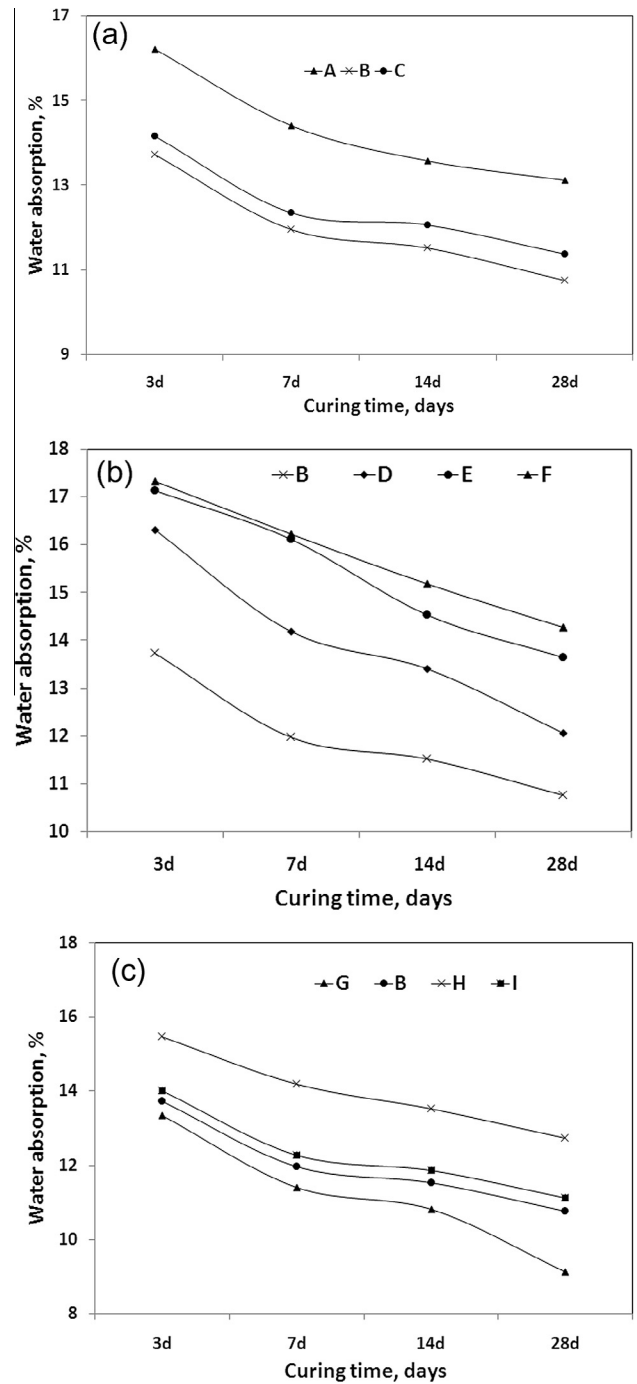 (a)
17
15
13
11
9
Water absorption, %
A B C
3d 7d 14d 28d
Curing time, days
(b)
18
17
16
15
14
13
12
11
10
Water absorption, %
B D E F
3d 7d 14d 28d
Curing time, days
(c)
18
16
14
12
10
8
Water absorption, %
G B H I
3d 7d 14d 28d
Curing time, days